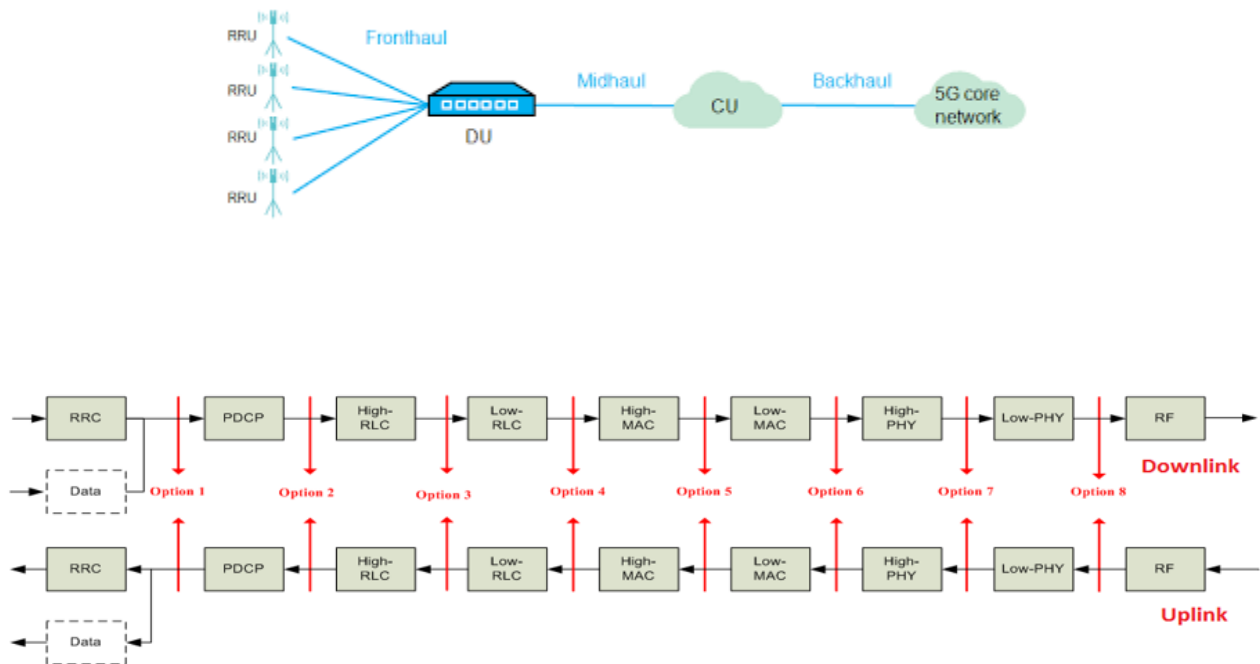 RRU
Fronthaul
RRU
Midhaul
Backhaul
CU
5G core
network
RRU
DU
RRU
RRC
PDCP
High-
RLC
Low-
RLC
High-
MAC
Low-
MAC
High-
PHY
Low-PHY
RF
Downlink
Data
Option 1
Option 2
Option 3
Option 4
Option 5
Option 6
Option 7
Option 8
RRC
PDCP
High-
RLC
Low-
RLC
High-
MAC
Low-
MAC
High-
PHY
Low-PHY
RF
Uplink
Data